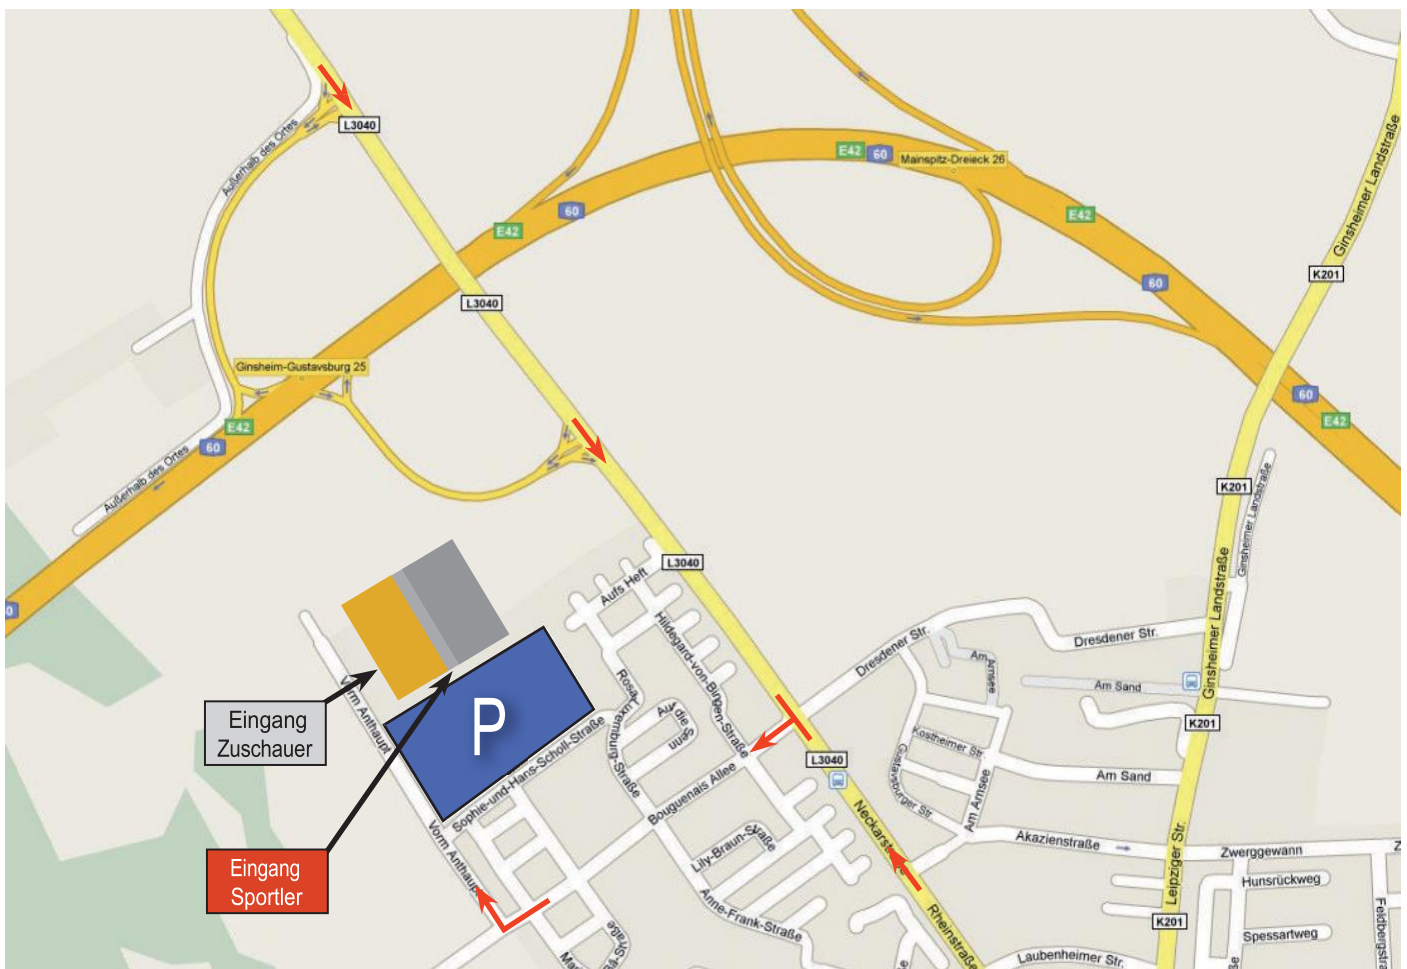 Außerhalb des Ortes
L3040
E42
60
Mainspitz-Dreieck 26
60
E42
E42
60
Ginsheimer Landstraße
K201
L3040
Ginsheim-Gustavsburg 25
E42
60
60
E42
Außerhalb des Ortes
K201
Ginsheimer Landstraße
Ginsheimer Landstraße
L3040
Aufs Heft
Hildegard-von-Bingen-Straße
Dresdener Str.
Dresdener Str.
Am
Arnsee
Am Sand
K201
Rosa-Luxemburg-Straße
Auf die
Senn
Vorm Anthaupt
Eingang
Zuschauer
P
Sophie-und-Hans-Scholl-Straße
Bouguenais Allee
L3040
Kostheimer Str.
Gustavsburger Str.
Am Arnsee
Am Sand
Neckarstraße
Lily-Braun-Straße
Akazienstraße
Leipziger Str.
Zwerggewann
Vorm Anthaupt
Eingang
Sportler
Anne-Frank-Straße
Rheinstraße
Hunsrückweg
K201
Spessartweg
Laubenheimer Str.